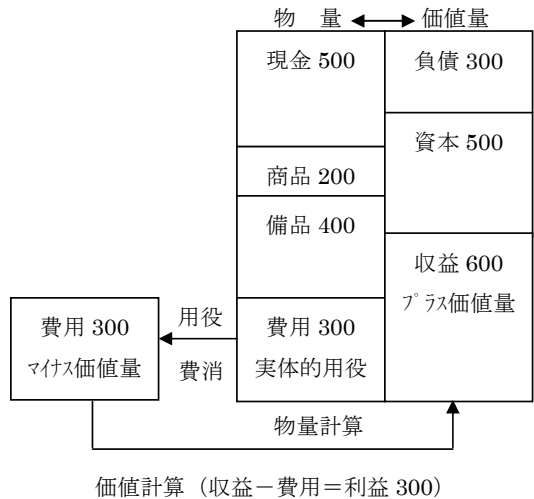 物　量 ⟷ 価値量
現金 500
負債 300
資本 500
商品 200
備品 400
収益 600
ﾌﾟﾗｽ価値量
費用 300
ﾏｲﾅｽ価値量
用役
費消
費用 300
実体的用役
物量計算
価値計算（収益－費用＝利益 300）